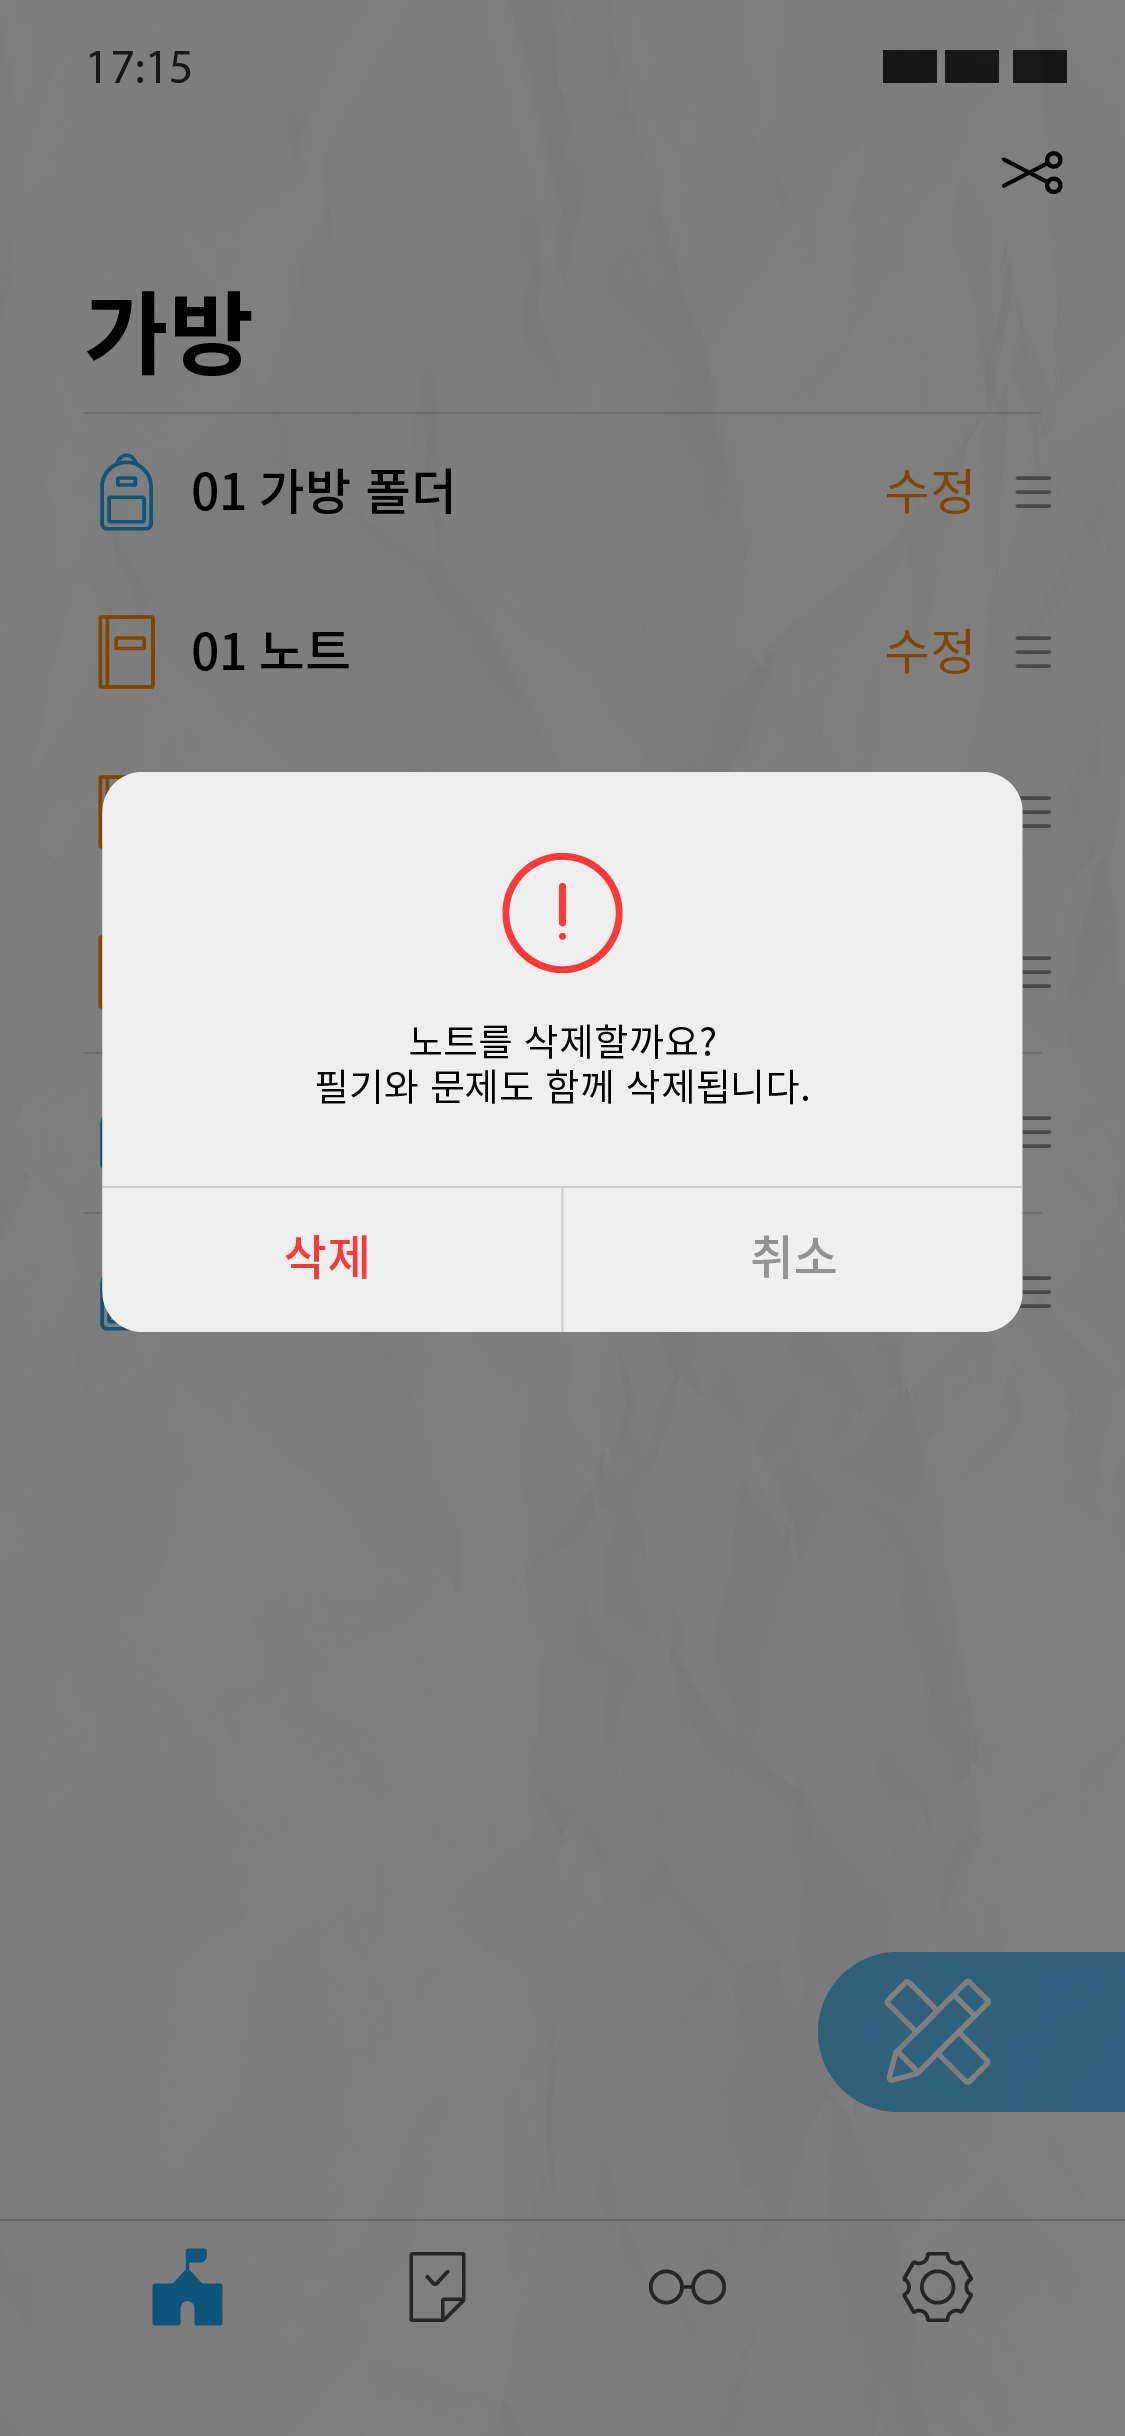 17:15
가방
01 가방 폴더 수정
01 노트 수정
노트를 삭제할까요?
필기와 문제도 함께 삭제됩니다.
삭제 취소